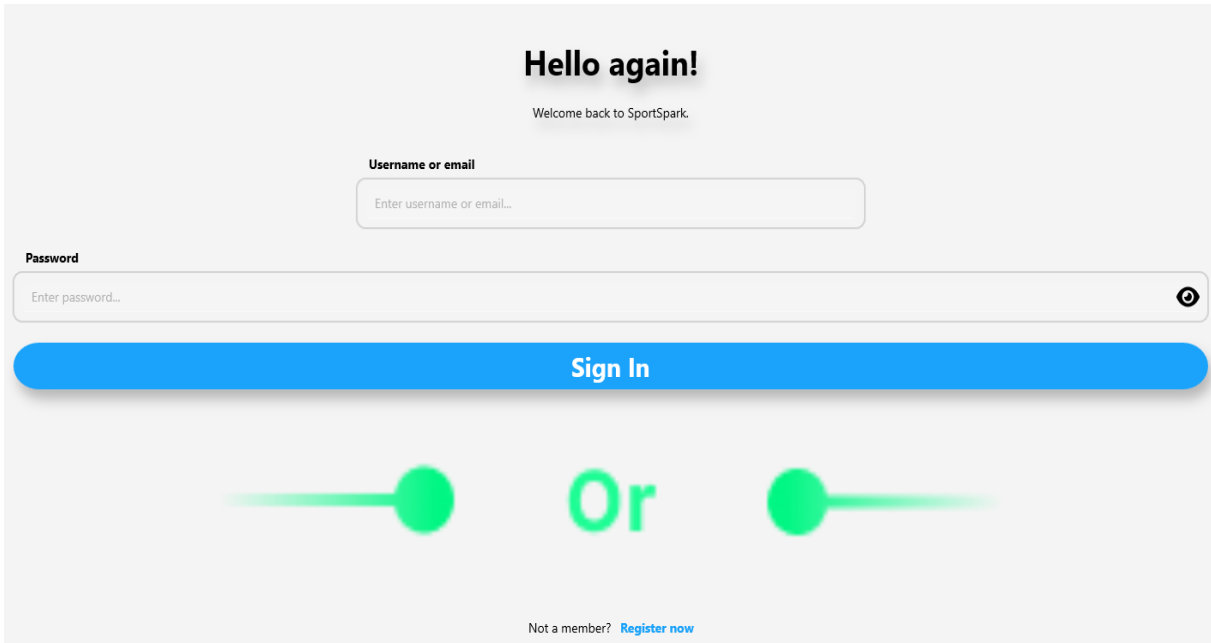 Hello again!
Welcome back to SportSpark.
Username or email
Enter username or email...
Password
Enter password...
Sign In
Or
Not a member? Register now